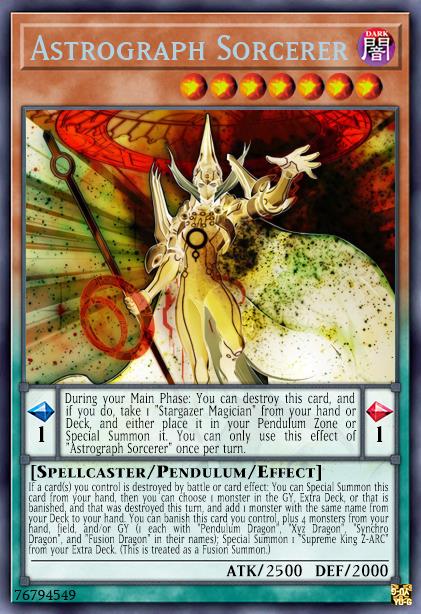 Astrograph Sorcerer
DARK
闇
During your Main Phase: You can destroy this card, and
if you do, take 1 "Stargazer Magician" from your hand or
Deck, and either place it in your Pendulum Zone or
Special Summon it. You can only use this effect of
"Astrograph Sorcerer" once per turn.
1
1
[Spellcaster/Pendulum/Effect]
If a card(s) you control is destroyed by battle or card effect: You can Special Summon this
card from your hand, then you can choose 1 monster in the GY, Extra Deck, or that is
banished, and that was destroyed this turn, and add 1 monster with the same name from
your Deck to your hand. You can banish this card you control, plus 4 monsters from your
hand, field, and/or GY (1 each with "Pendulum Dragon", "Xyz Dragon", "Synchro
Dragon", and "Fusion Dragon" in their names); Special Summon 1 "Supreme King Z-ARC"
from your Extra Deck. (This is treated as a Fusion Summon.)
ATK/2500 DEF/2000
76794549